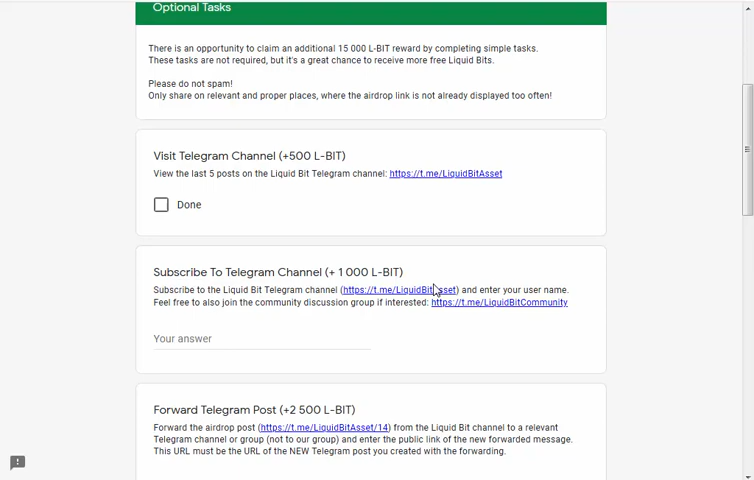 Optional Tasks
There is an opportunity to claim an additional 15 000 L-BIT reward by completing simple tasks.
These tasks are not required, but it's a great chance to receive more free Liquid Bits.
Please do not spam!
Only share on relevant and proper places, where the airdrop link is not already displayed too often!
Visit Telegram Channel (+500 L-BIT)
View the last 5 posts on the Liquid Bit Telegram channel: https://t.me/LiquidBitAsset
Done
Subscribe To Telegram Channel (+ 1 000 L-BIT)
Subscribe to the Liquid Bit Telegram channel (https://t.me/LiquidBitAsset) and enter your user name.
Feel free to also join the community discussion group if interested: https://t.me/LiquidBitCommunity
Your answer
Forward Telegram Post (+2 500 L-BIT)
Forward the airdrop post (https://t.me/LiquidBitAsset/14) from the Liquid Bit channel to a relevant
Telegram channel or group (not to our group) and enter the public link of the new forwarded message.
This URL must be the URL of the NEW Telegram post you created with the forwarding.